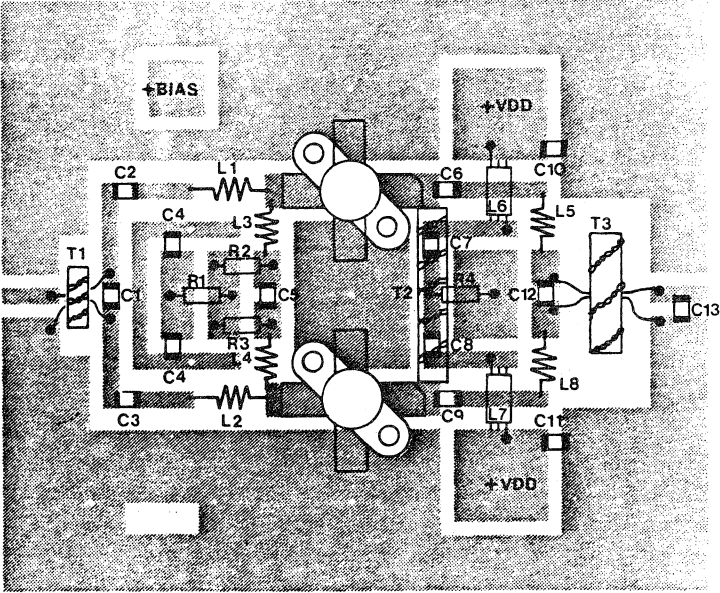 +BIAS
+VDD
C2
L1
C6
C10
L6
C4
L3
L5
T1
C7
T3
R2
R1
C1
C5
T2
R4
C12
C13
R3
C4
L4
C8
C3
L2
C9
L7
L8
C11
+VDD